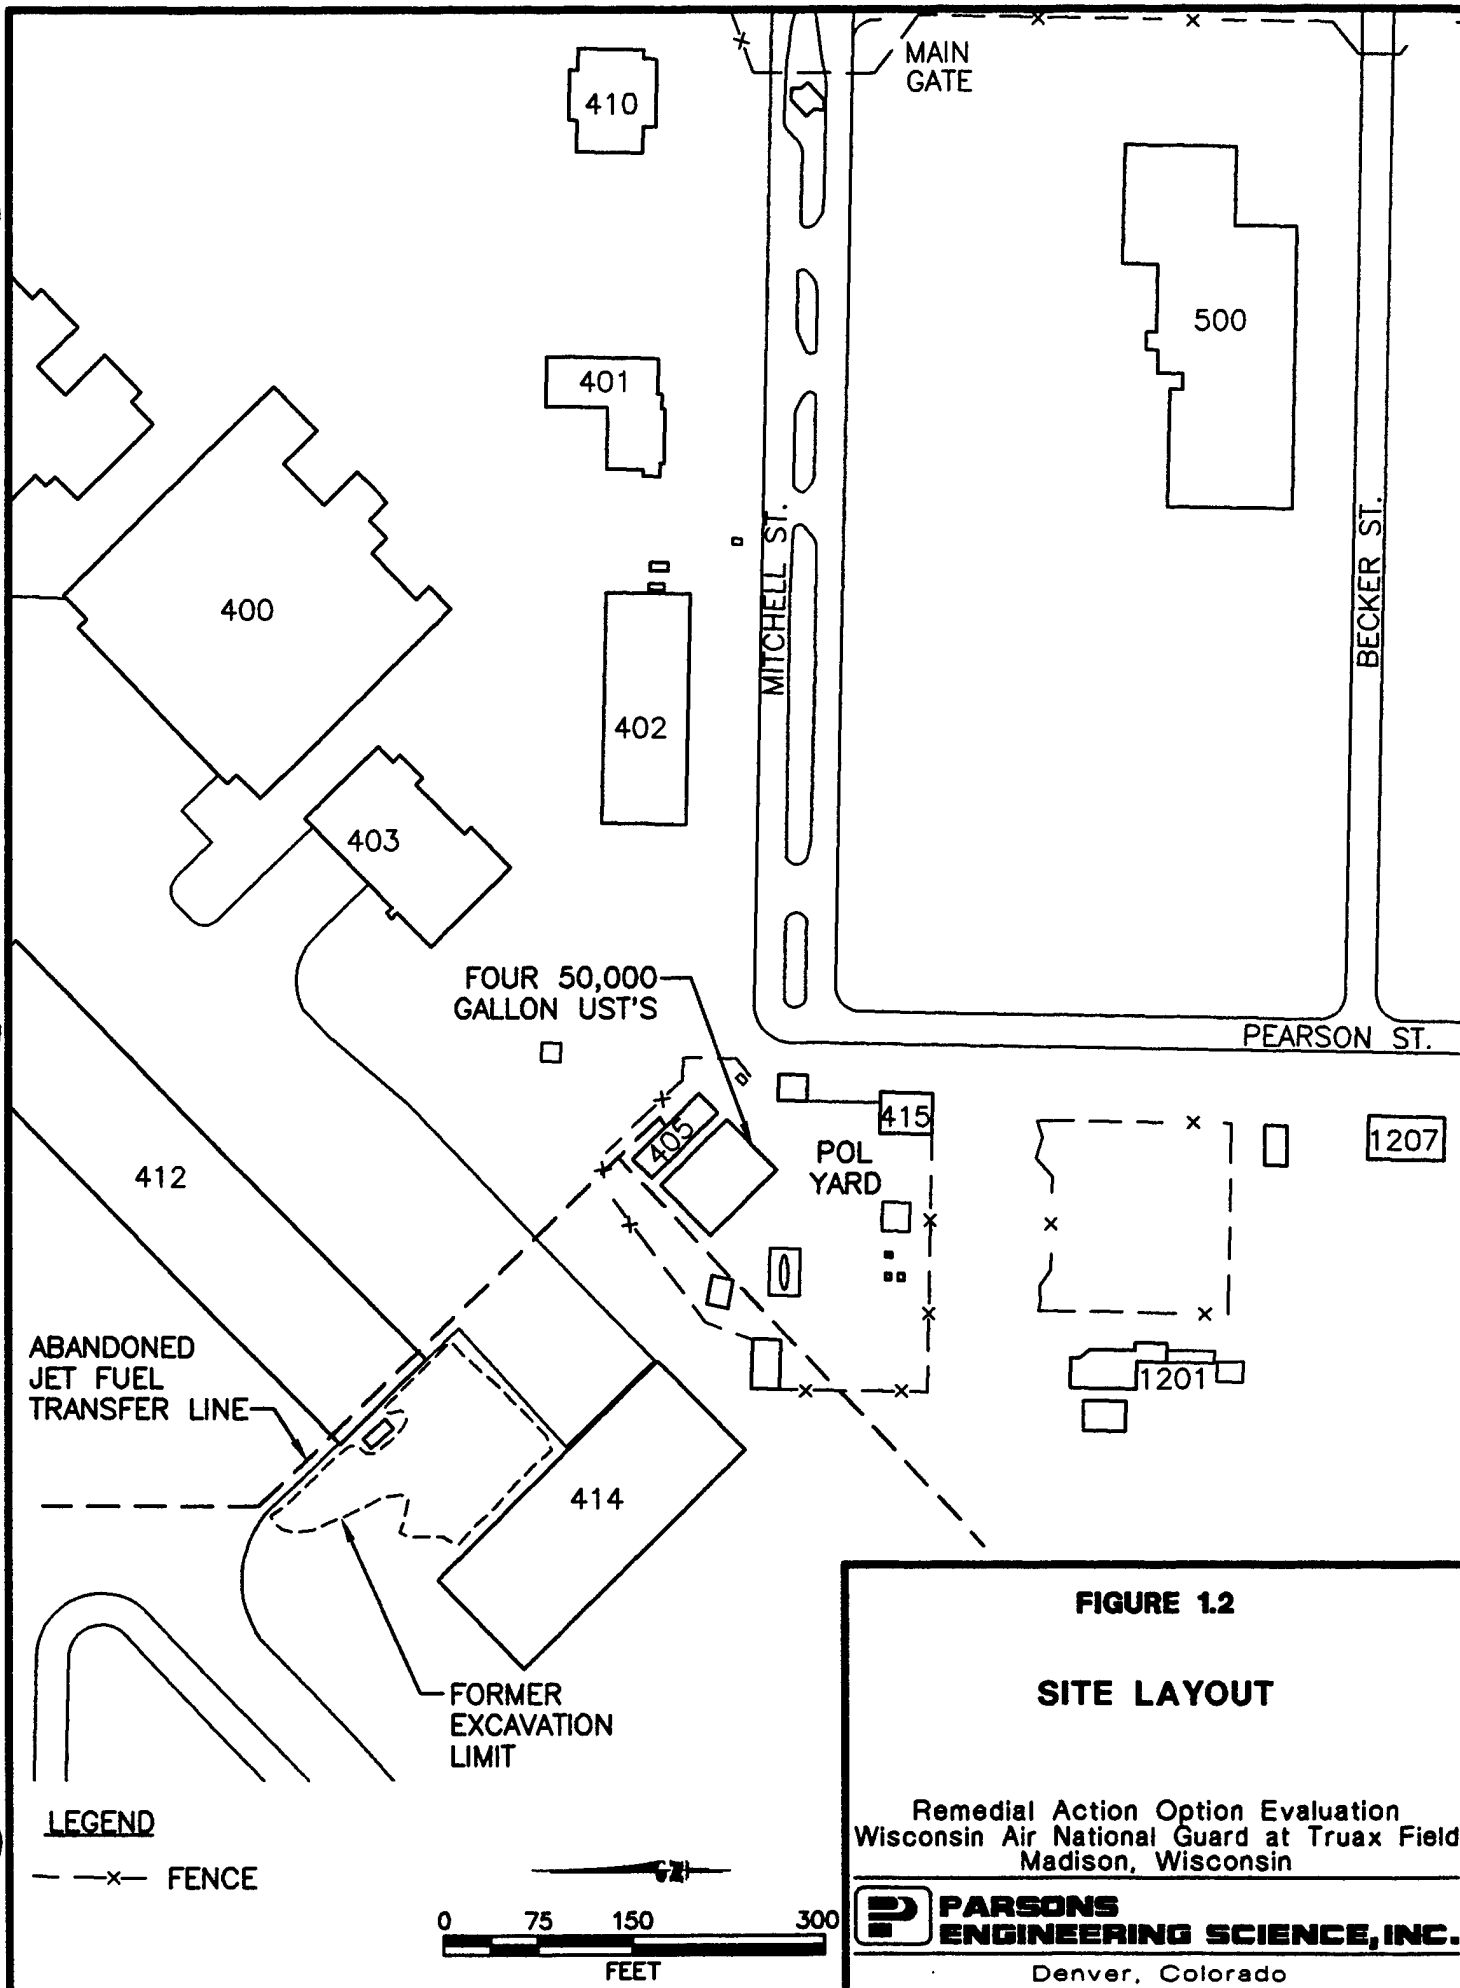 MAIN
GATE
410
500
401
MITCHELL ST.
BECKER ST.
400
402
403
FOUR 50,000
GALLON UST'S
PEARSON ST.
405
415
POL
YARD
1207
412
ABANDONED
JET FUEL
TRANSFER LINE
1201
414
FORMER
EXCAVATION
LIMIT
LEGEND
—X— FENCE
0 75 150 300
FEET
FIGURE 1.2
SITE LAYOUT
Remedial Action Option Evaluation
Wisconsin Air National Guard at Truax Field
Madison, Wisconsin
PARSONS
ENGINEERING SCIENCE, INC.
Denver, Colorado